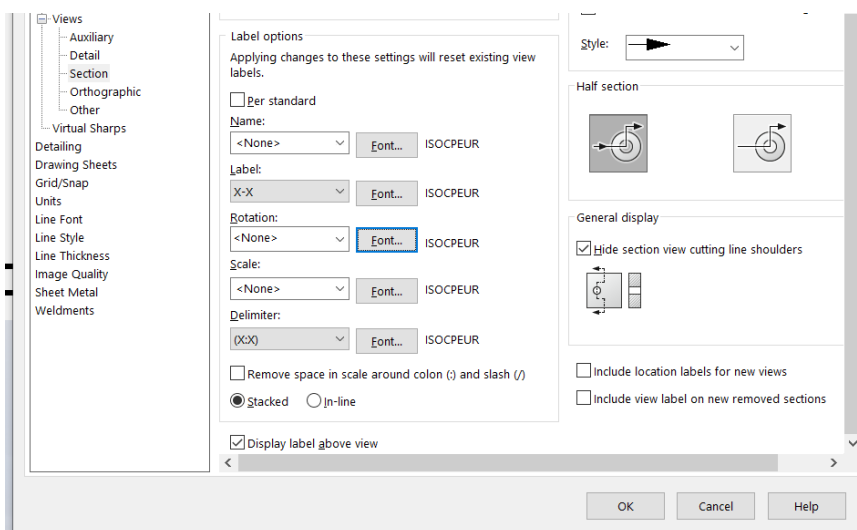 Views
Auxiliary
Detail
Section
Orthographic
Other
Virtual Sharps
Detailing
Drawing Sheets
Grid/Snap
Units
Line Font
Line Style
Line Thickness
Image Quality
Sheet Metal
Weldments
Label options
Applying changes to these settings will reset existing view
labels.
Per standard
Name:
<None> Font... ISOCPEUR
Label:
X-X Font... ISOCPEUR
Rotation:
<None> Font... ISOCPEUR
Scale:
<None> Font... ISOCPEUR
Delimiter:
(X:X) Font... ISOCPEUR
Remove space in scale around colon (:) and slash (/)
Stacked In-line
Display label above view
Style:
Half section
General display
Hide section view cutting line shoulders
Include location labels for new views
Include view label on new removed sections
OK Cancel Help